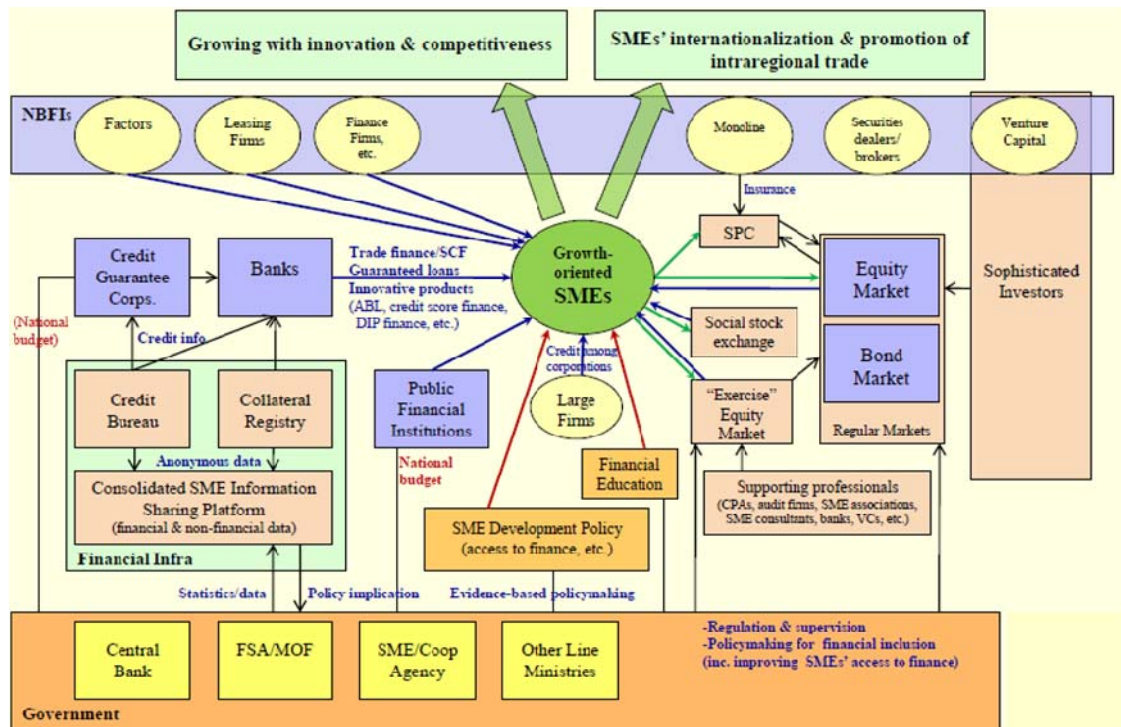 Growing with innovation & competitiveness
SMEs' internationalization & promotion of
intraregional trade
NBFIs
Factors
Leasing
Firms
Finance
Firms,
etc.
Monoline
Securities
dealers/
brokers
Venture
Capital
Insurance
Credit
Guarantee
Corps.
Banks
Trade finance/SCF
Guaranteed loans
Innovative products
(ABL, credit score finance,
DIP finance, etc.)
Growth-
oriented
SMEs
SPC
Equity
Market
Sophisticated
Investors
(National
budget)
Credit info.
Social stock
exchange
Bond
Market
Credit among
corporations
Credit
Bureau
Collateral
Registry
Public
Financial
Institutions
Large
Firms
"Exercise"
Equity
Market
Regular Markets
Anonymous data
National
budget
Financial
Education
Consolidated SME Information
Sharing Platform
(financial & non-financial data)
Financial Infra
SME Development Policy
(access to finance, etc.)
Supporting professionals
(CPAs, audit firms, SME associations,
SME consultants, banks, VCs, etc.)
Statistics/data
Policy implication
Evidence-based policymaking
Central
Bank
FSA/MOF
SME/Coop
Agency
Other Line
Ministries
-Regulation & supervision
-Policymaking for financial inclusion
(inc. improving SMEs' access to finance)
Government